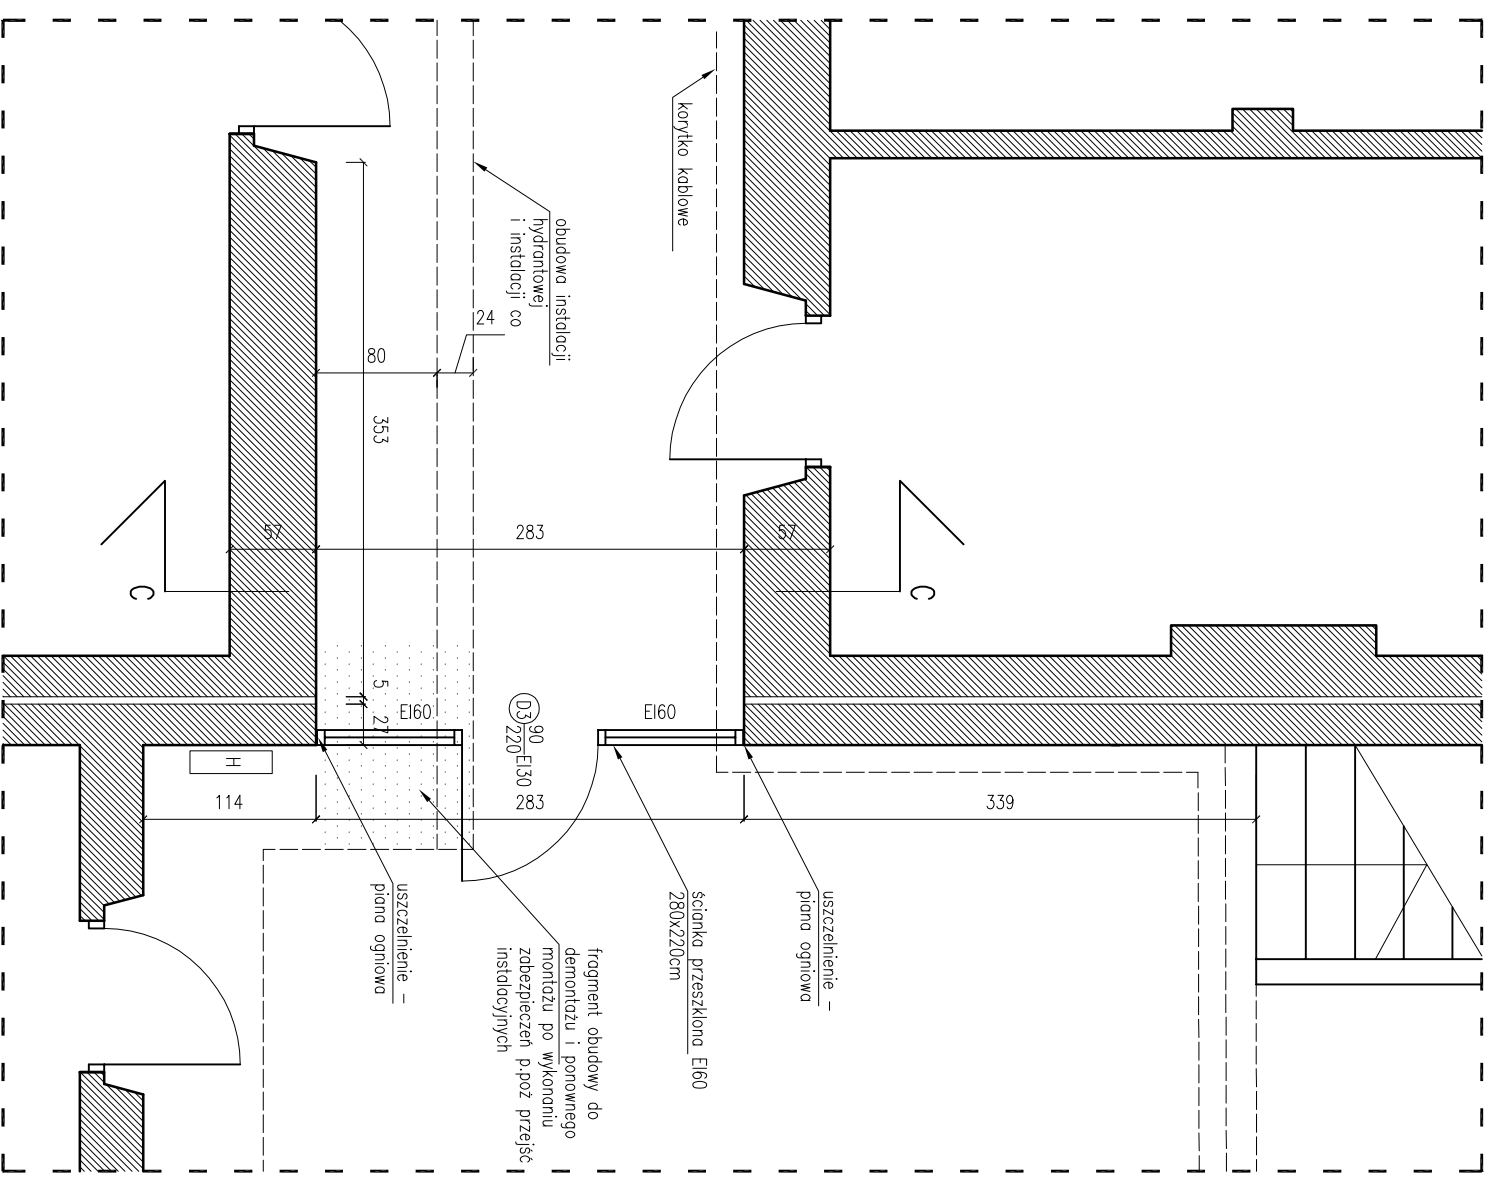 korytko kablowe
obudowa instalacji
hydrantowej
i instalacji co
24
80
353
57
283
57
C
C
5
27
EI60
EI60
D3
90
220
EI30
H
114
283
339
uszczelnienie –
piana ogniowa
ścianka przeszklona EI60
280x220cm
uszczelnienie –
piana ogniowa
fragment obudowy do
demontażu i ponownego
montażu po wykonaniu
zabezpieczeń p.poż przejść
instalacyjnych